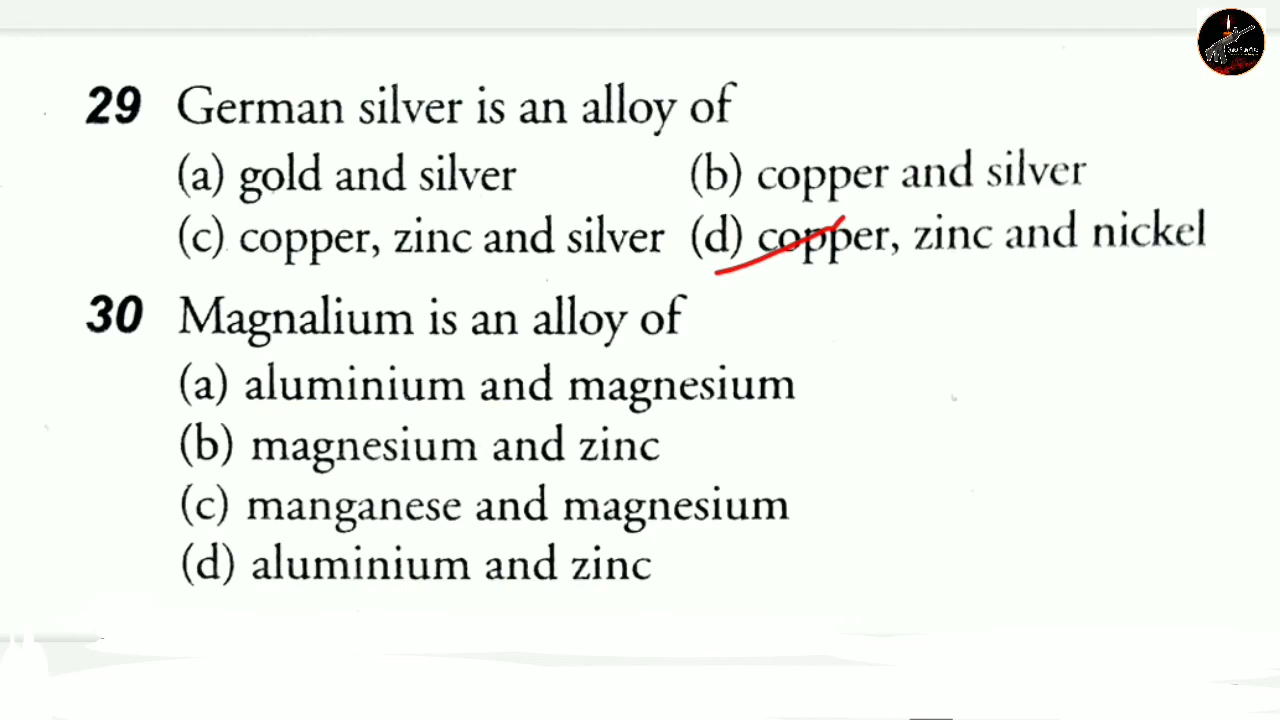 29 German silver is an alloy of
(a) gold and silver (b) copper and silver
(c) copper, zinc and silver (d) copper, zinc and nickel
30 Magnalium is an alloy of
(a) aluminium and magnesium
(b) magnesium and zinc
(c) manganese and magnesium
(d) aluminium and zinc